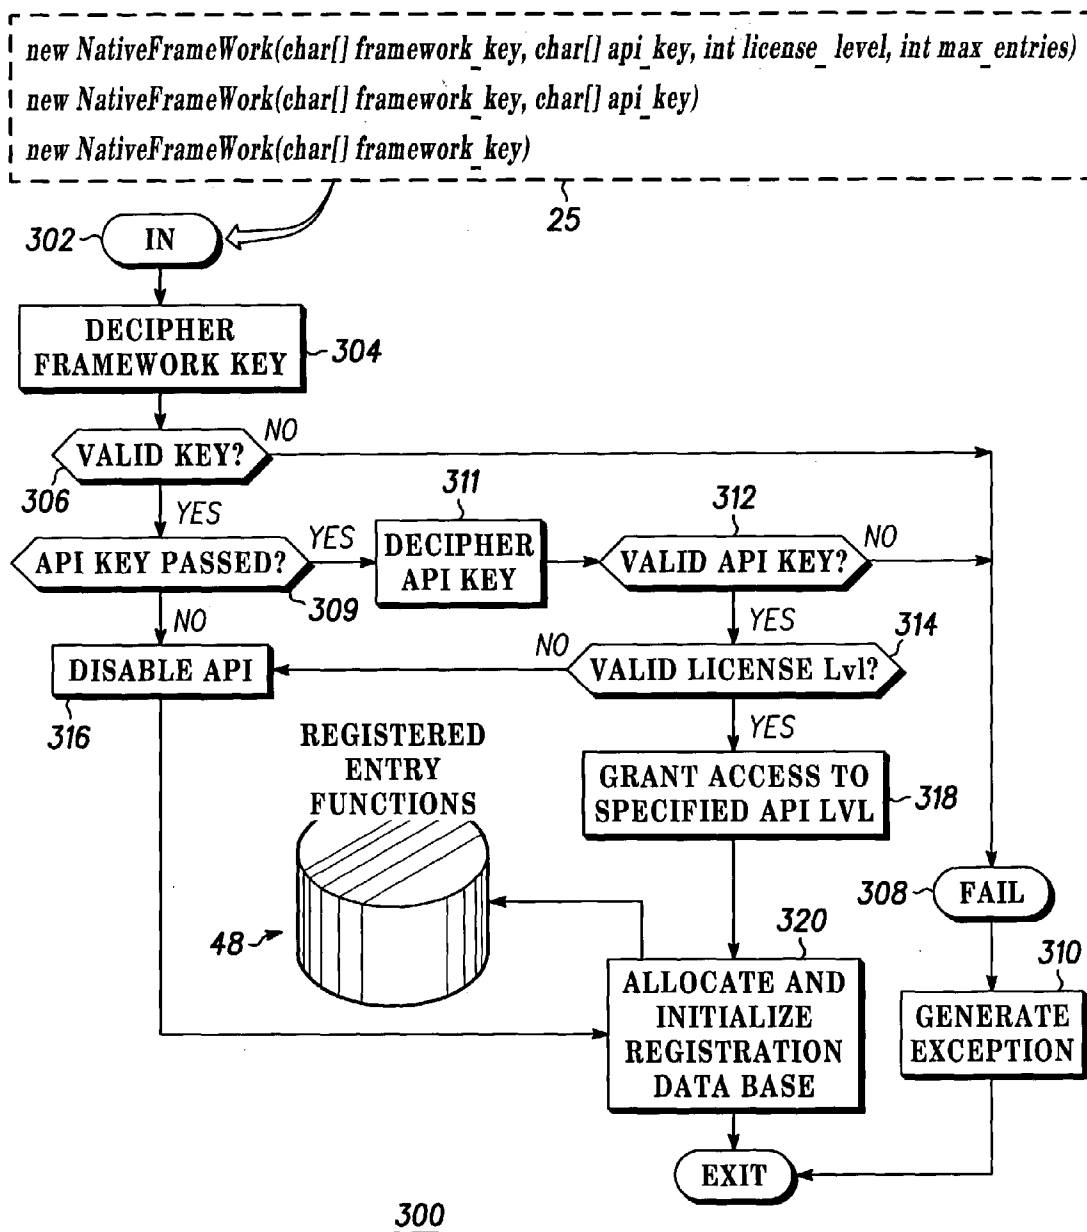 new NativeFrameWork(char[] framework_key, char[] api_key, int license_level, int max_entries)
new NativeFrameWork(char[] framework_key, char[] api_key)
new NativeFrameWork(char[] framework_key)
25
302
IN
DECIPHER
FRAMEWORK KEY
304
VALID KEY?
NO
306
YES
API KEY PASSED?
YES
309
311
DECIPHER
API KEY
312
VALID API KEY?
NO
NO
YES
314
DISABLE API
NO
VALID LICENSE Lvl?
316
YES
REGISTERED
ENTRY
FUNCTIONS
GRANT ACCESS TO
SPECIFIED API LVL
318
48
308
FAIL
320
ALLOCATE AND
INITIALIZE
REGISTRATION
DATA BASE
310
GENERATE
EXCEPTION
EXIT
300